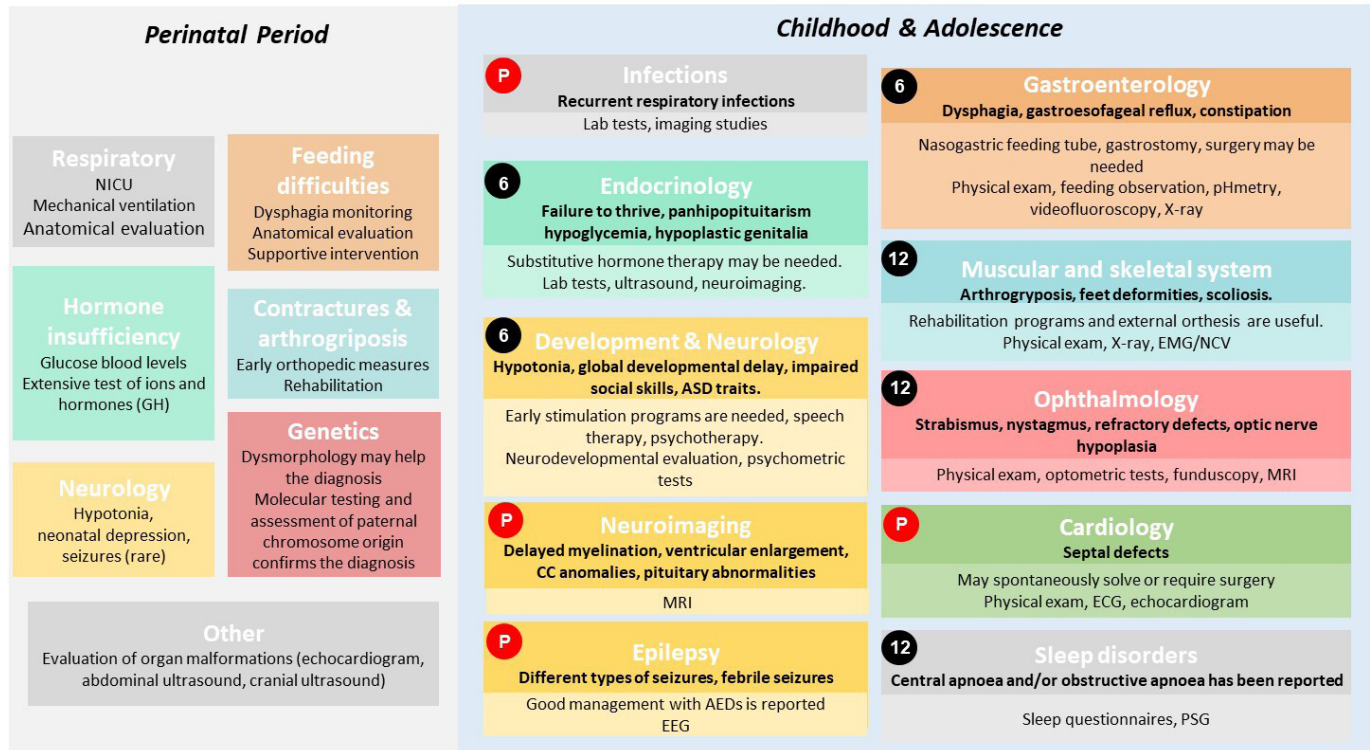 Perinatal Period
Respiratory
NICU
Mechanical ventilation
Anatomical evaluation
Feeding
difficulties
Dysphagia monitoring
Anatomical evaluation
Supportive intervention
Hormone
insufficiency
Glucose blood levels
Extensive test of ions and
hormones (GH)
Contractures &
arthrogriposis
Early orthopedic measures
Rehabilitation
Neurology
Hypotonia,
neonatal depression,
seizures (rare)
Genetics
Dysmorphology may help
the diagnosis
Molecular testing and
assessment of paternal
chromosome origin
confirms the diagnosis
Other
Evaluation of organ malformations (echocardiogram,
abdominal ultrasound, cranial ultrasound)
Childhood & Adolescence
P
Infections
Recurrent respiratory infections
Lab tests, imaging studies
6
Endocrinology
Failure to thrive, panhipopituitarism
hypoglycemia, hypoplastic genitalia
Substitutive hormone therapy may be needed.
Lab tests, ultrasound, neuroimaging.
6
Development & Neurology
Hypotonia, global developmental delay, impaired
social skills, ASD traits.
Early stimulation programs are needed, speech
therapy, psychotherapy.
Neurodevelopmental evaluation, psychometric
tests
P
Neuroimaging
Delayed myelination, ventricular enlargement,
CC anomalies, pituitary abnormalities
MRI
P
Epilepsy
Different types of seizures, febrile seizures
Good management with AEDs is reported
EEG
6
Gastroenterology
Dysphagia, gastroesofageal reflux, constipation
Nasogastric feeding tube, gastrostomy, surgery may be
needed
Physical exam, feeding observation, pHmetry,
videofluoroscopy, X-ray
12
Muscular and skeletal system
Arthrogryposis, feet deformities, scoliosis.
Rehabilitation programs and external orthesis are useful.
Physical exam, X-ray, EMG/NCV
12
Ophthalmology
Strabismus, nystagmus, refractory defects, optic nerve
hypoplasia
Physical exam, optometric tests, funduscopy, MRI
P
Cardiology
Septal defects
May spontaneously solve or require surgery
Physical exam, ECG, echocardiogram
12
Sleep disorders
Central apnoea and/or obstructive apnoea has been reported
Sleep questionnaires, PSG